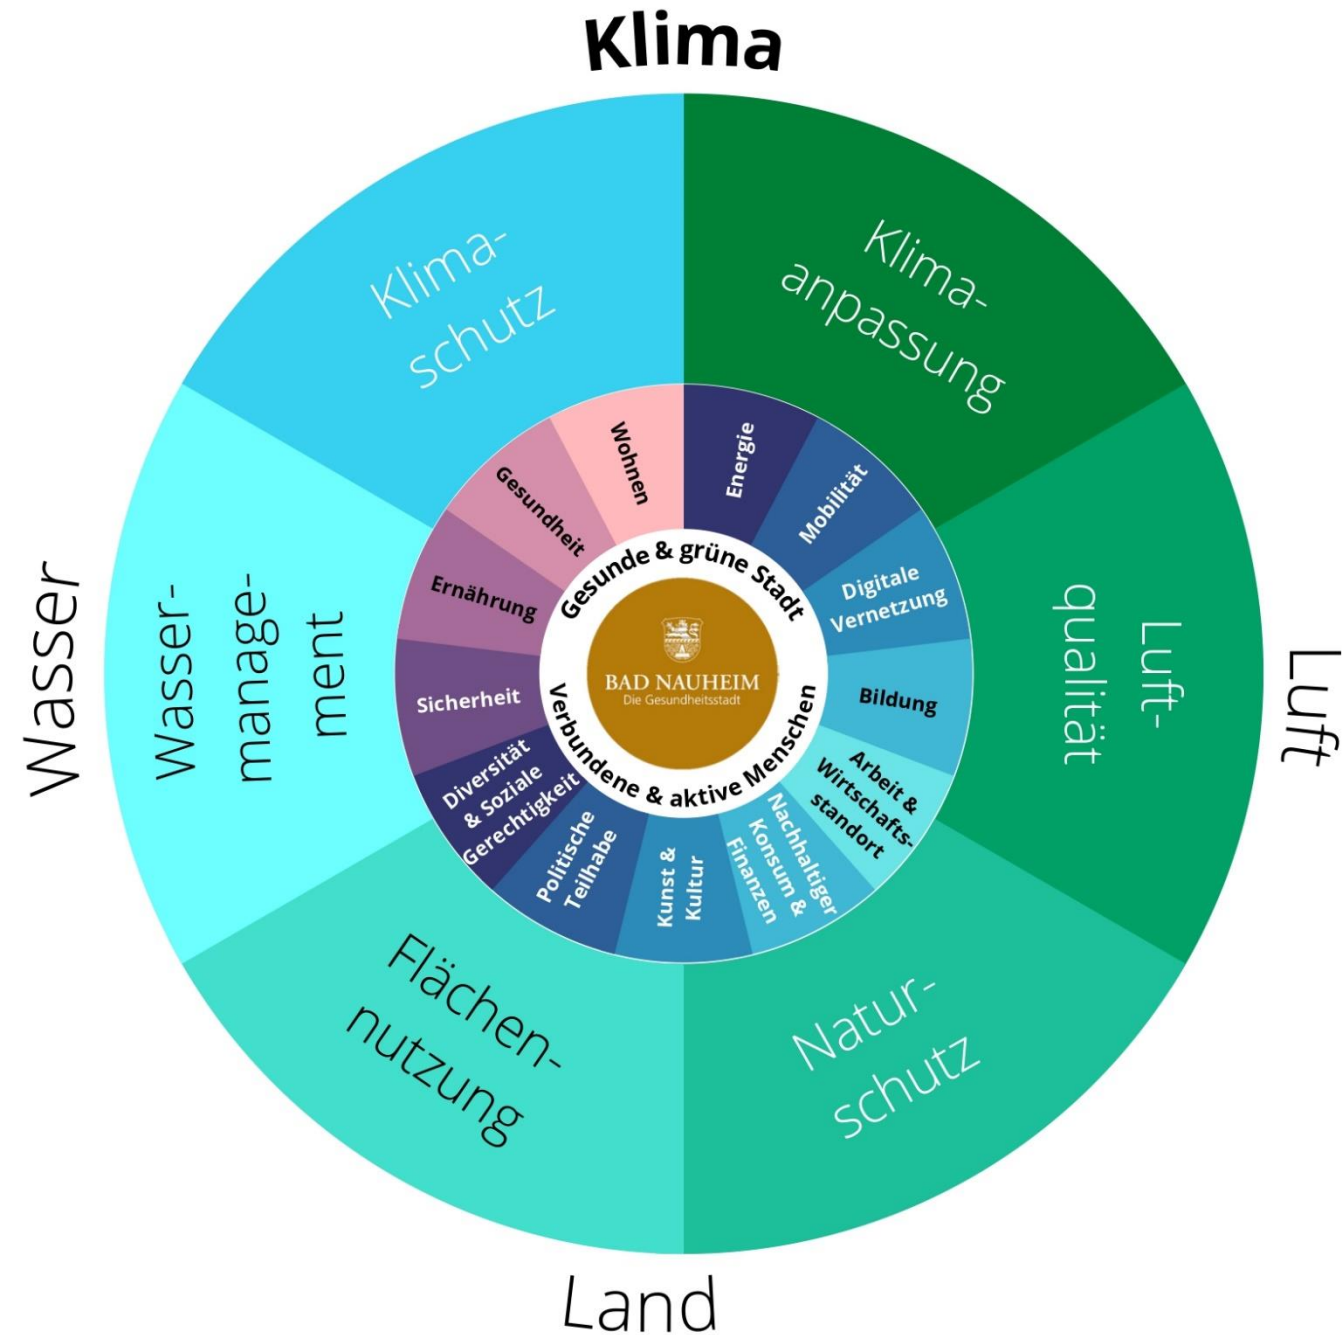 Klima
Klima-
schutz
Klima-
anpassung
Wasser
Wasser-
manage-
ment
Luft-
qualität
Luft
Flächen-
nutzung
Natur-
schutz
Land
Wohnen
Energie
Mobilität
Digitale
Vernetzung
Bildung
Arbeit &
Wirtschafts-
standort
Nachhaltiger
Konsum &
Finanzen
Kunst &
Kultur
Politische
Teilhabe
Diversität
& Soziale
Gerechtigkeit
Sicherheit
Ernährung
Gesundheit
Gesunde & grüne Stadt
BAD NAUHEIM
Die Gesundheitsstadt
Verbundene & aktive Menschen